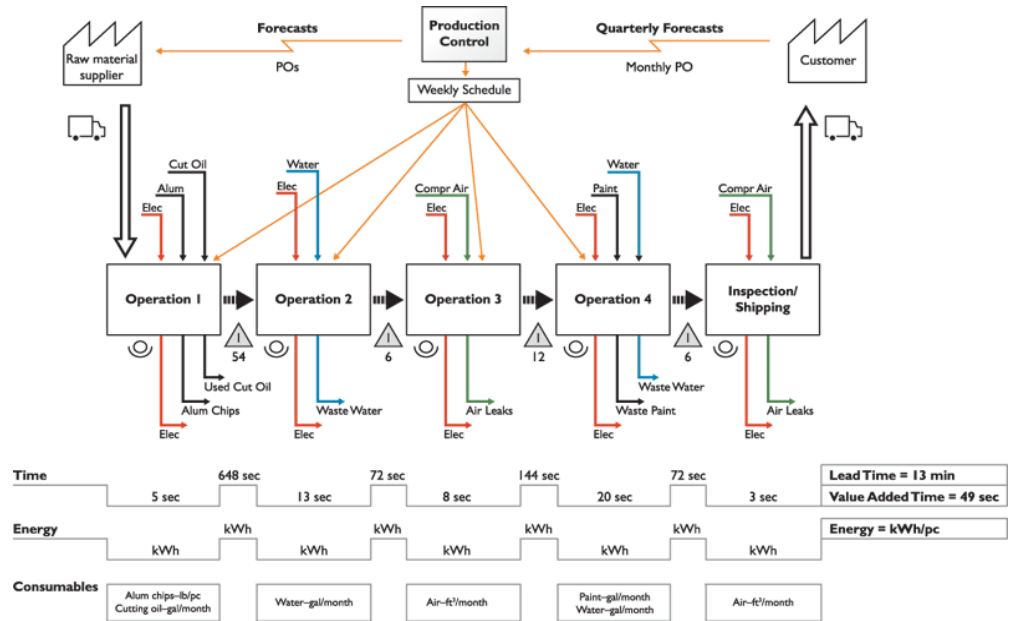 Forecasts
POs
Raw material
supplier
Production
Control
Weekly Schedule
Quarterly Forecasts
Monthly PO
Customer
Cut Oil
Alum
Elec
Water
Elec
Compr Air
Elec
Water
Paint
Elec
Compr Air
Elec
Operation 1
Operation 2
Operation 3
Operation 4
Inspection/
Shipping
I
54
I
6
I
12
I
6
Used Cut Oil
Alum Chips
Elec
Waste Water
Elec
Air Leaks
Elec
Waste Water
Waste Paint
Elec
Air Leaks
Elec
Time
648 sec
72 sec
144 sec
72 sec
5 sec
13 sec
8 sec
20 sec
3 sec
Lead Time = 13 min
Value Added Time = 49 sec
Energy
kWh
kWh
kWh
kWh
kWh
kWh
kWh
kWh
kWh
Energy = kWh/pc
Consumables
Alum chips–lb/pc
Cutting oil–gal/month
Water–gal/month
Air–ft³/month
Paint–gal/month
Water–gal/month
Air–ft³/month